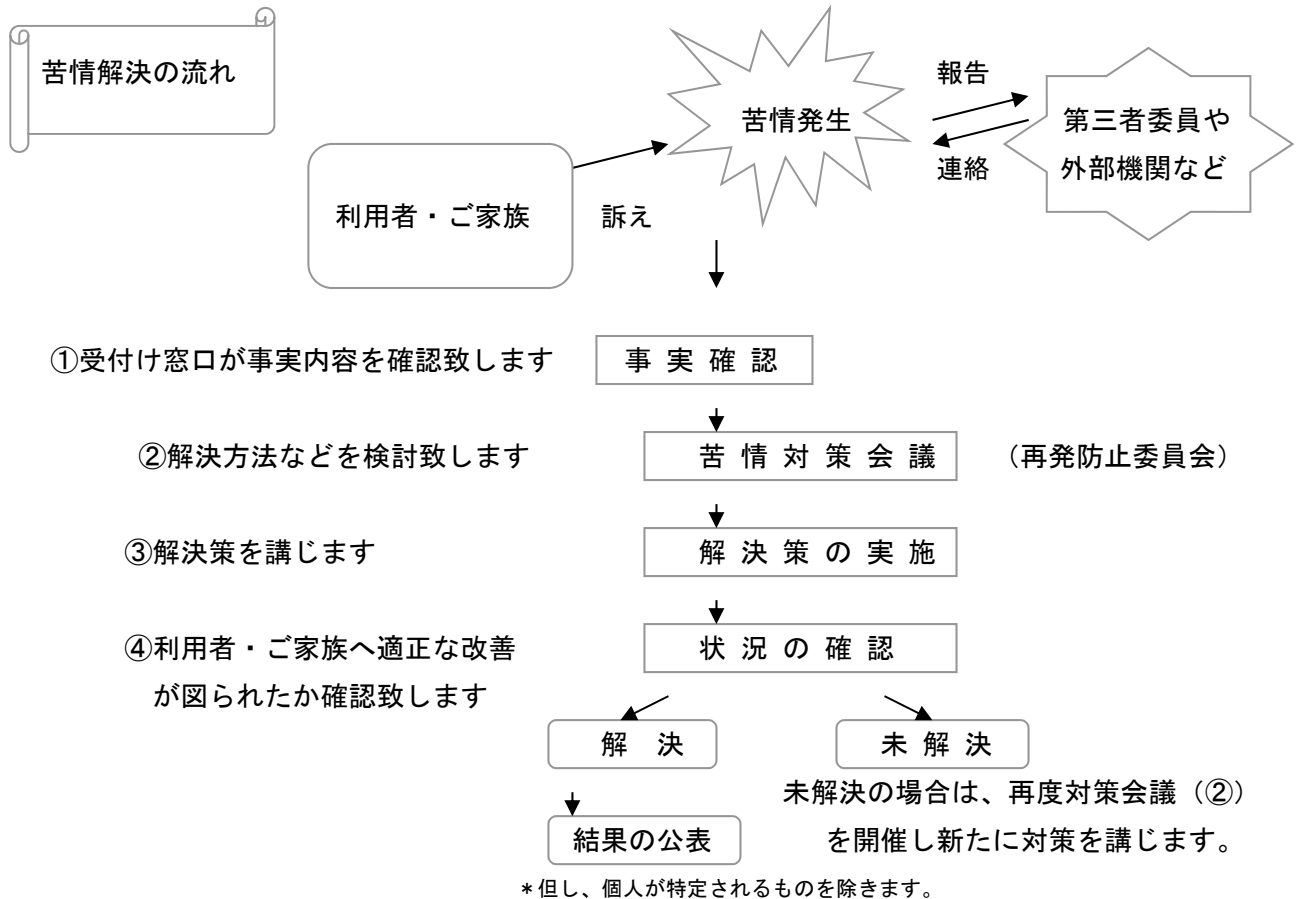 苦情解決の流れ
苦情発生
報告
連絡
第三者委員や
外部機関など
利用者・ご家族
訴え
①受付け窓口が事実内容を確認致します
事実確認
②解決方法などを検討致します
苦情対策会議
（再発防止委員会）
③解決策を講じます
解決策の実施
④利用者・ご家族へ適正な改善
が図られたか確認致します
状況の確認
解　決
未解決
未解決の場合は、再度対策会議（②）
を開催し新たに対策を講じます。
結果の公表
＊但し、個人が特定されるものを除きます。